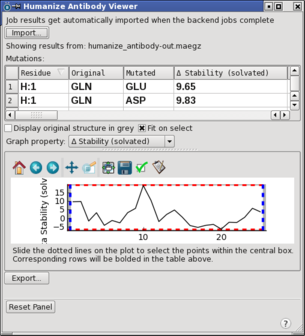 Humanize Antibody Viewer
Job results get automatically imported when the backend jobs complete
Import...
Showing results from: humanize_antibody-out.maegz
Mutations:
Residue Original Mutated Δ Stability (solvated)
1 H:1 GLN GLU 9.65
2 H:1 GLN ASP 9.83
Display original structure in grey Fit on select
Graph property: Δ Stability (solvated)
a Stability (solv
15
10
5
0
−5
10 20
Slide the dotted lines on the plot to select the points within the central box.
Corresponding rows will be bolded in the table above.
Export...
Reset Panel
?